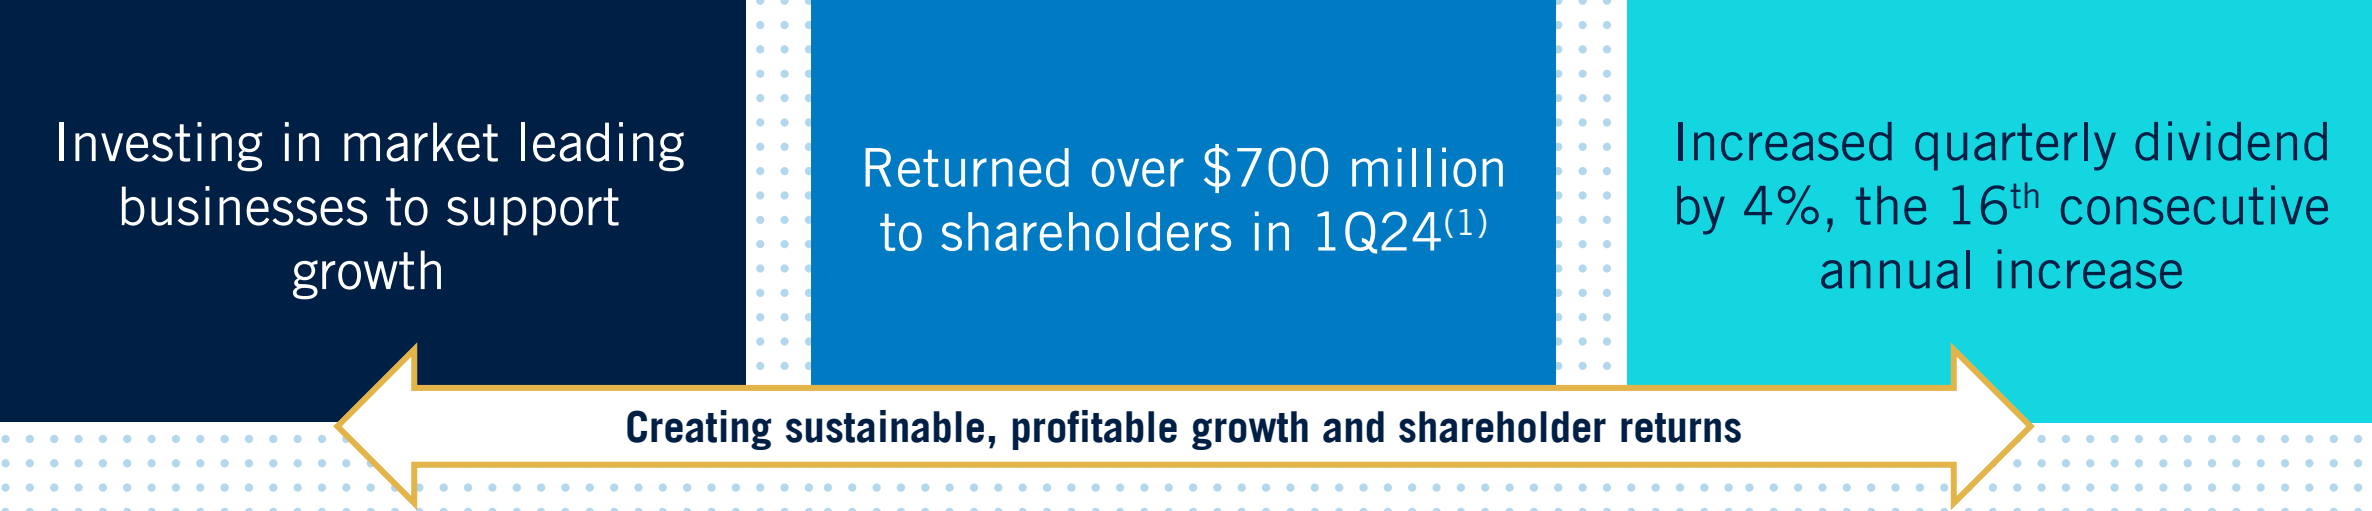 Investing in market leading
businesses to support
growth
Returned over $700 million
to shareholders in 1Q24(1)
Increased quarterly dividend
by 4%, the 16th consecutive
annual increase
Creating sustainable, profitable growth and shareholder returns